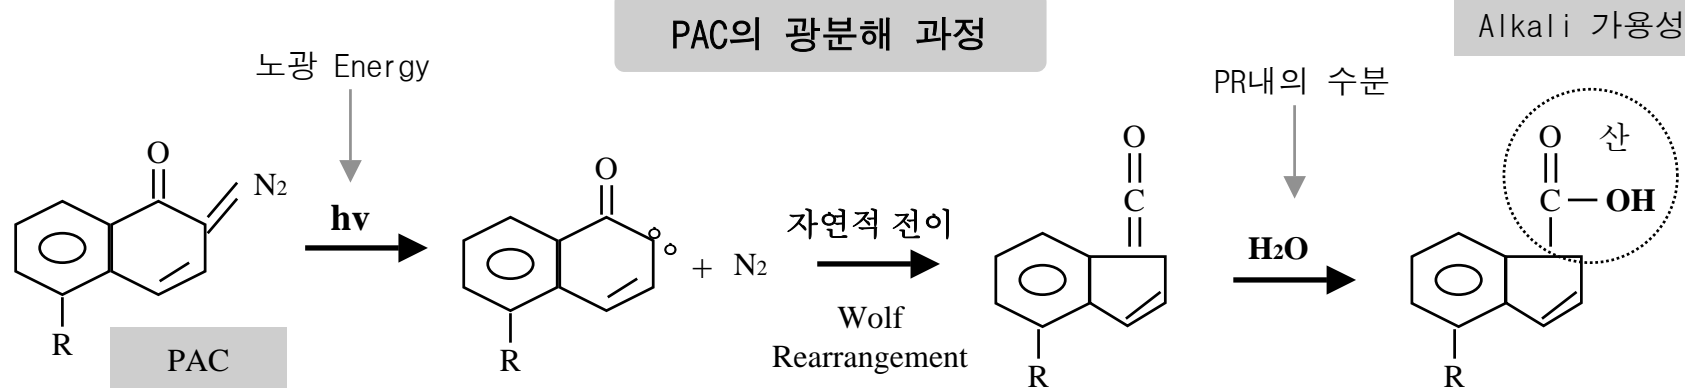 PAC의 광분해 과정
Alkali 가용성
노광 Energy
PR내의 수분
O
N2
hv
R
PAC
O
+ N2
R
자연적 전이
Wolf
Rearrangement
O
C
R
H2O
O 산
C — OH
R